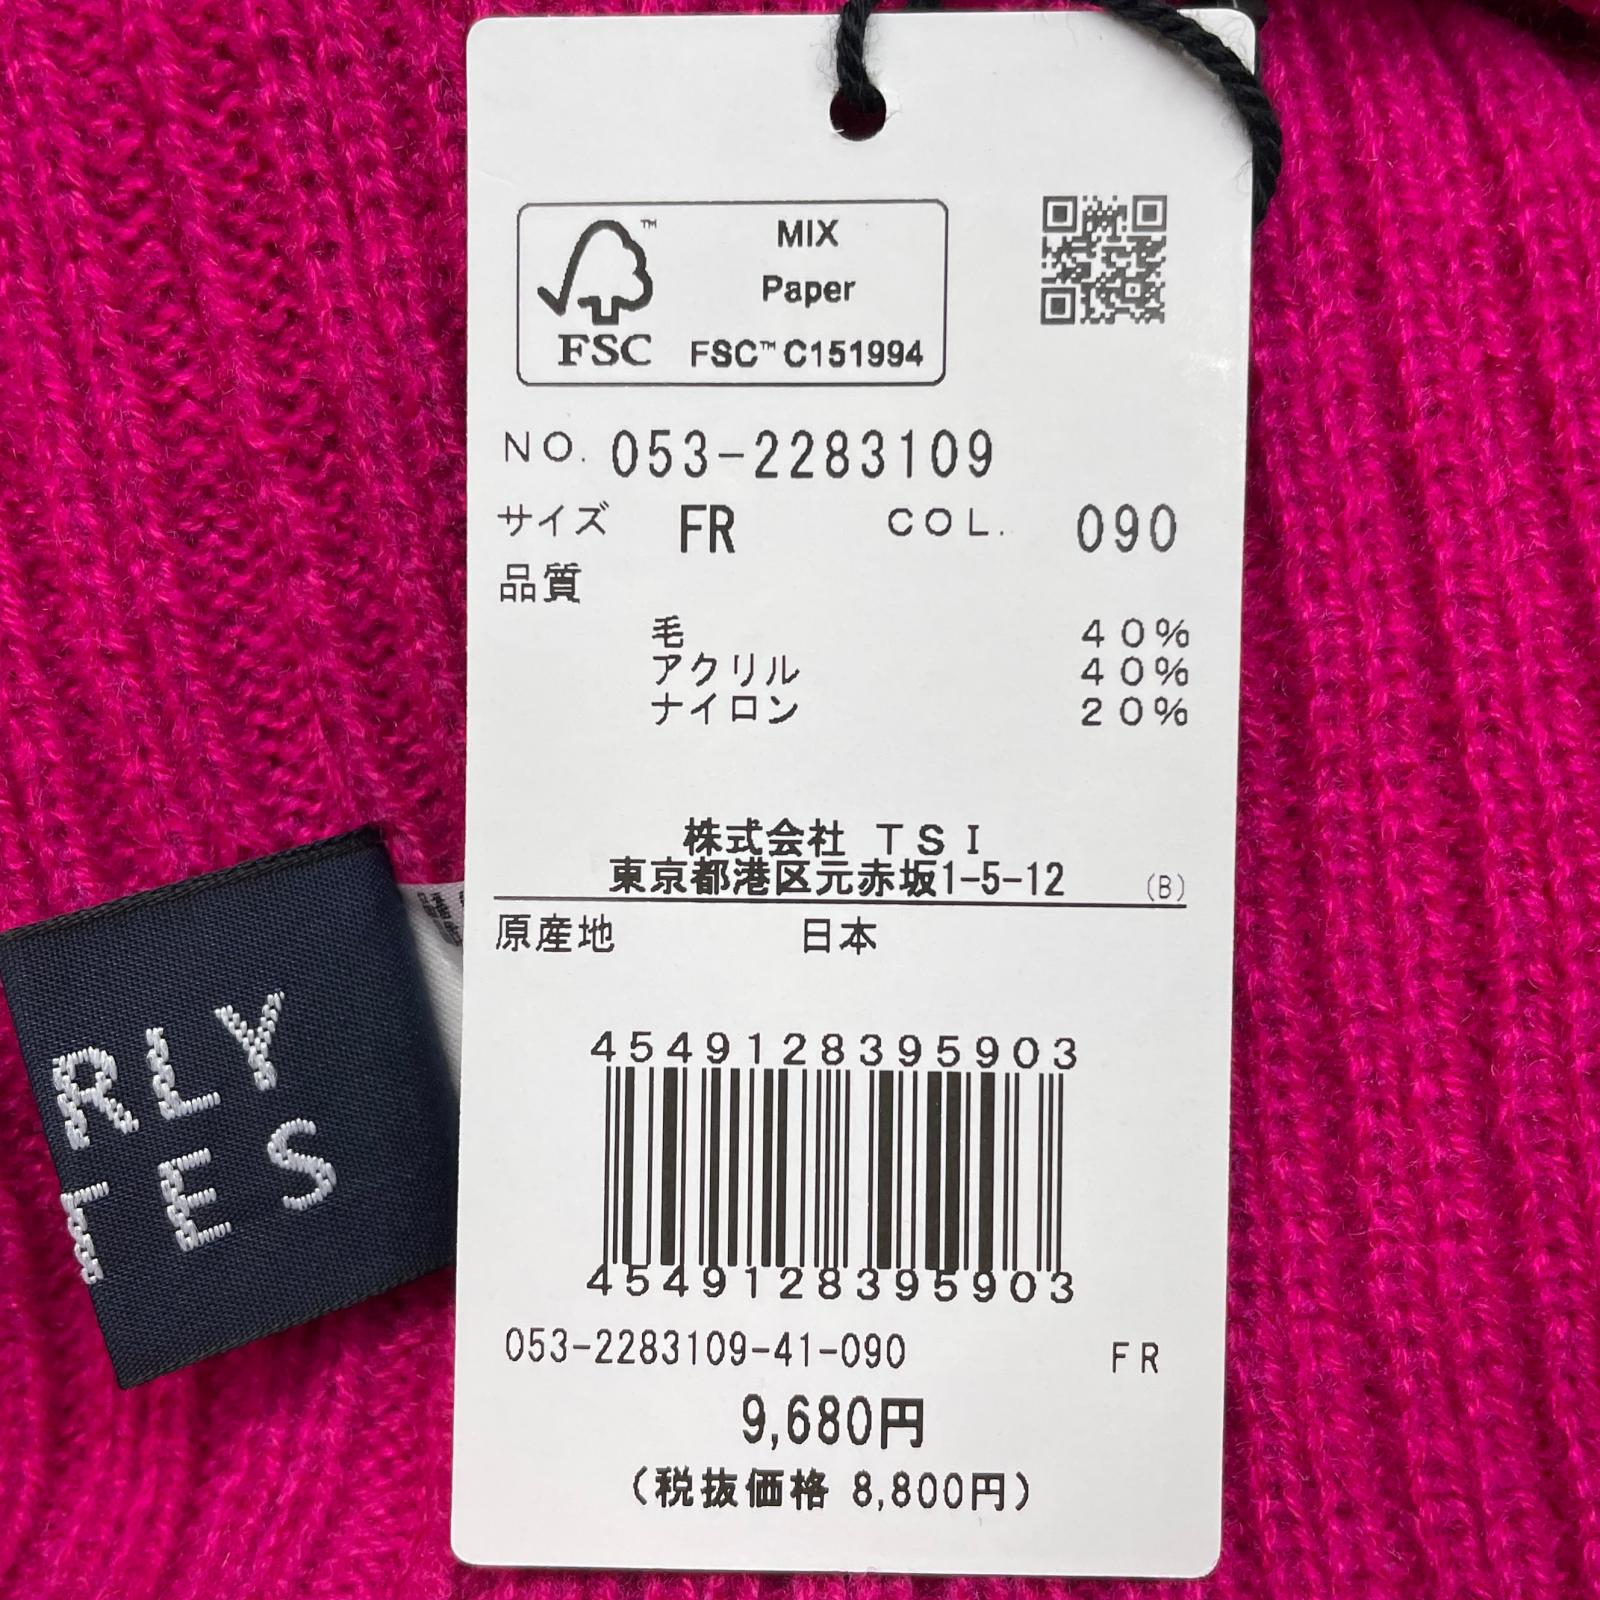 MIX
Paper
FSC™ C151994
FSC
NO. 053-2283109
サイズ FR COL. 090
品質
毛 40%
アクリル 40%
ナイロン 20%
株式会社 TSI
東京都港区元赤坂1-5-12 (B)
原産地 日本
4549128395903
4549128395903
053-2283109-41-090 FR
9,680円
(税抜価格 8,800円)
RLY
TES